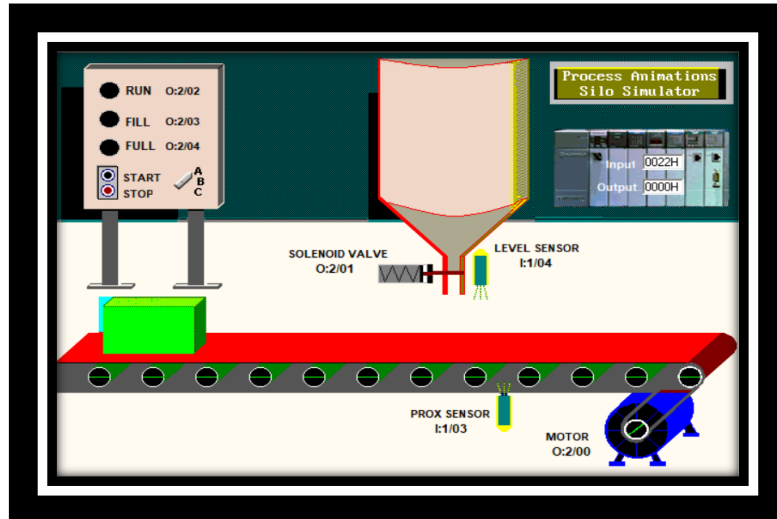 Process Animations
Silo Simulator
RUN O:2/02
FILL O:2/03
FULL O:2/04
START
STOP
A
B
C
Input 0022H
Output 0000H
SOLENOID VALVE
O:2/01
LEVEL SENSOR
I:1/04
PROX SENSOR
I:1/03
MOTOR
O:2/00